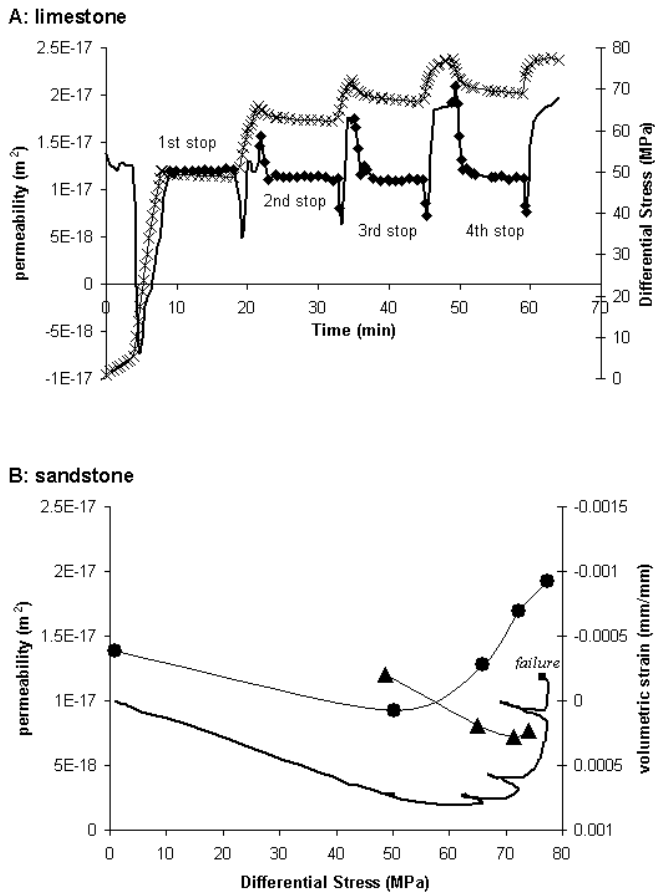 A: limestone
2.5E-17
2E-17
1.5E-17
1E-17
5E-18
0
-5E-18
-1E-17
permeability (m2)
80
70
60
50
40
30
20
10
0
Differential Stress (MPa)
1st stop
2nd stop
3rd stop
4th stop
0 10 20 30 40 50 60 70
Time (min)
B: sandstone
2.5E-17
2E-17
1.5E-17
1E-17
5E-18
0
permeability (m2)
-0.0015
-0.001
-0.0005
0
0.0005
0.001
volumetric strain (mm/mm)
failure
0 10 20 30 40 50 60 70 80
Differential Stress (MPa)